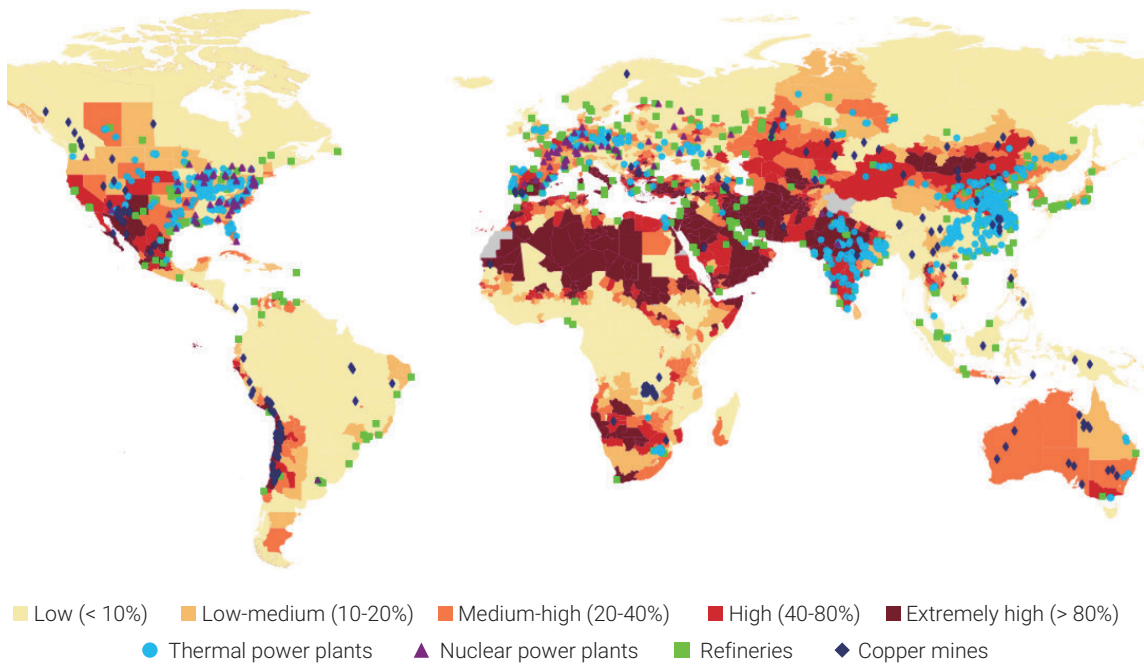 Low (< 10%) Low-medium (10-20%) Medium-high (20-40%) High (40-80%) Extremely high (> 80%)
Thermal power plants Nuclear power plants Refineries Copper mines